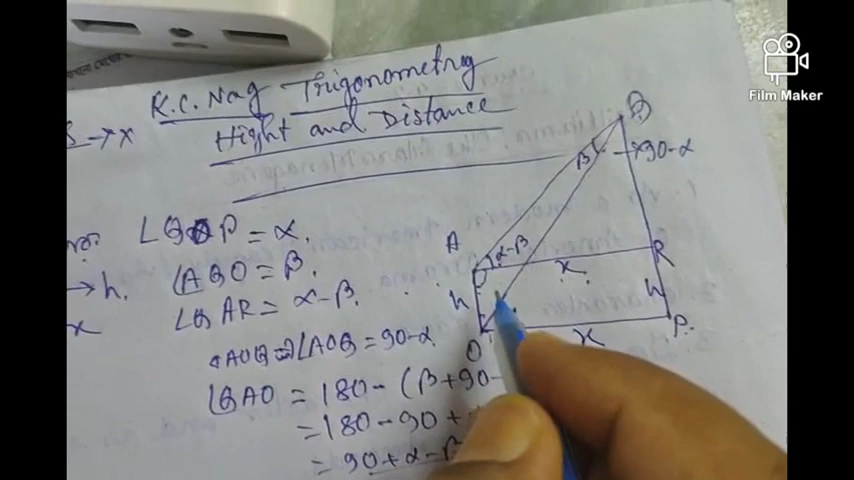 Film Maker
K.C. Nag Trigonometry
Hight and Distance
→x
∠QOP = α.
→h. ∠AQO = β.
x ∠QAR = α-β.
∠AOQ = 90-α.
∠QAO = 180-(β+90-
= 180-90+
= 90+α-β
Q
β 90-α
A α-β
x R
h h
O x P.